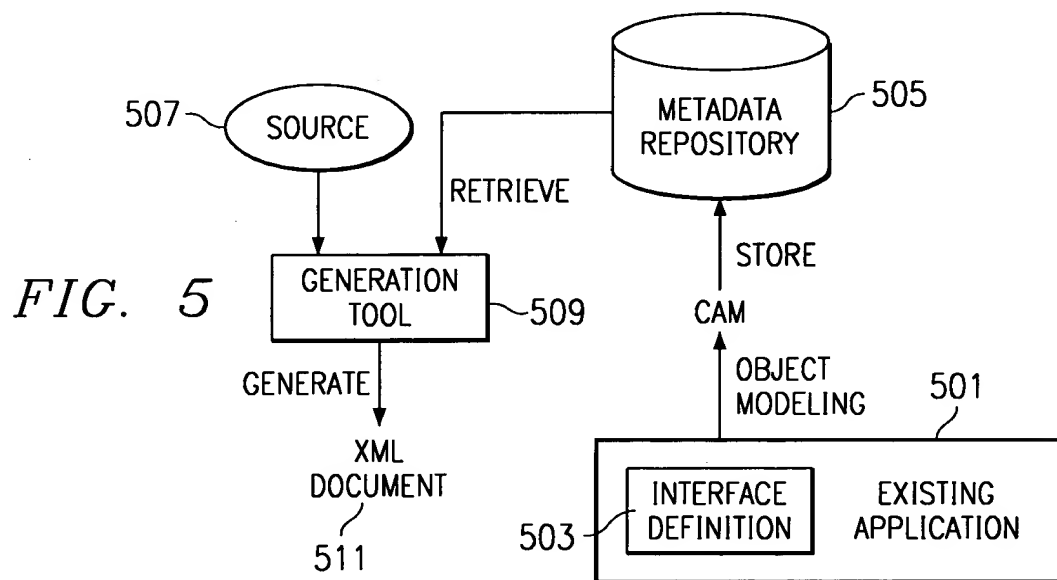 507
SOURCE
METADATA
REPOSITORY
505
RETRIEVE
STORE
FIG. 5
GENERATION
TOOL
509
CAM
GENERATE
OBJECT
MODELING
501
XML
DOCUMENT
511
503
INTERFACE
DEFINITION
EXISTING
APPLICATION